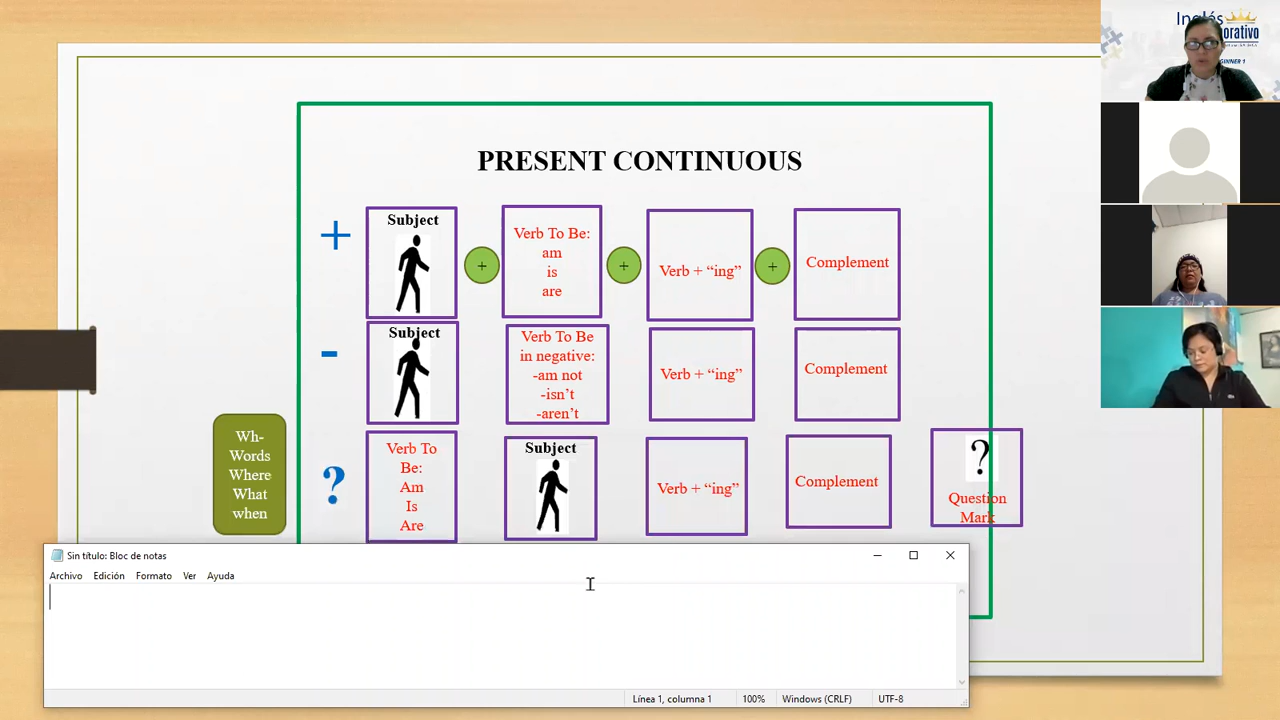 PRESENT CONTINUOUS
+
Subject
+
Verb To Be:
am
is
are
+
Verb + “ing”
+
Complement
-
Subject
Verb To Be
in negative:
-am not
-isn’t
-aren’t
Verb + “ing”
Complement
Wh-
Words
Where
What
when
?
Verb To
Be:
Am
Is
Are
Subject
Verb + “ing”
Complement
?
Question
Mark
Sin título: Bloc de notas
Archivo Edición Formato Ver Ayuda
Línea 1, columna 1 100% Windows (CRLF) UTF-8
Inglés